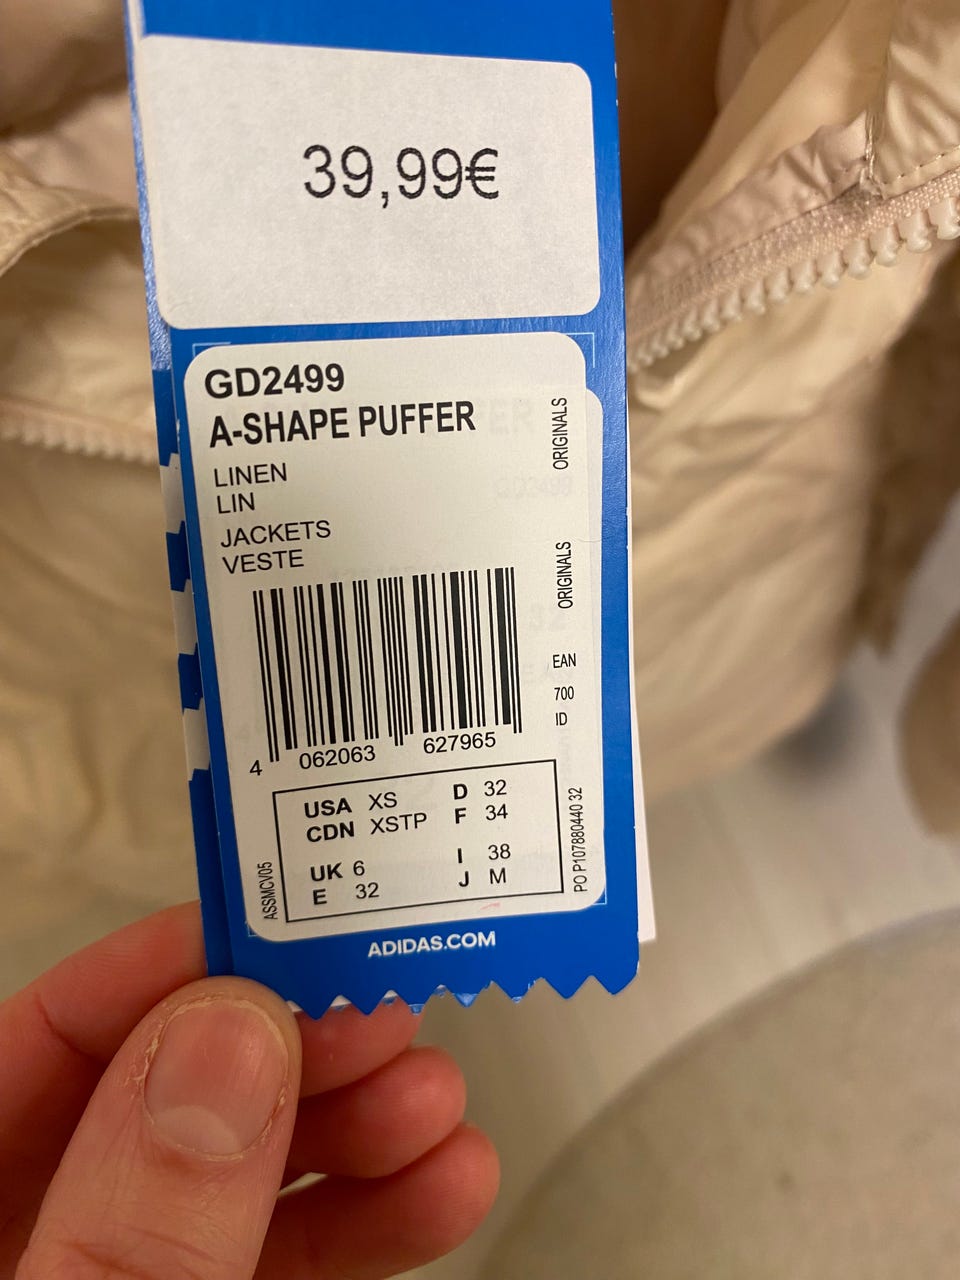 39,99€
GD2499
A-SHAPE PUFFER
LINEN
LIN
JACKETS
VESTE
ORIGINALS
ORIGINALS
EAN
700
ID
4 062063 627965
USA XS D 32
CDN XSTP F 34
UK 6 I 38
E 32 J M
ASSMCV05
PO P107880440 32
ADIDAS.COM